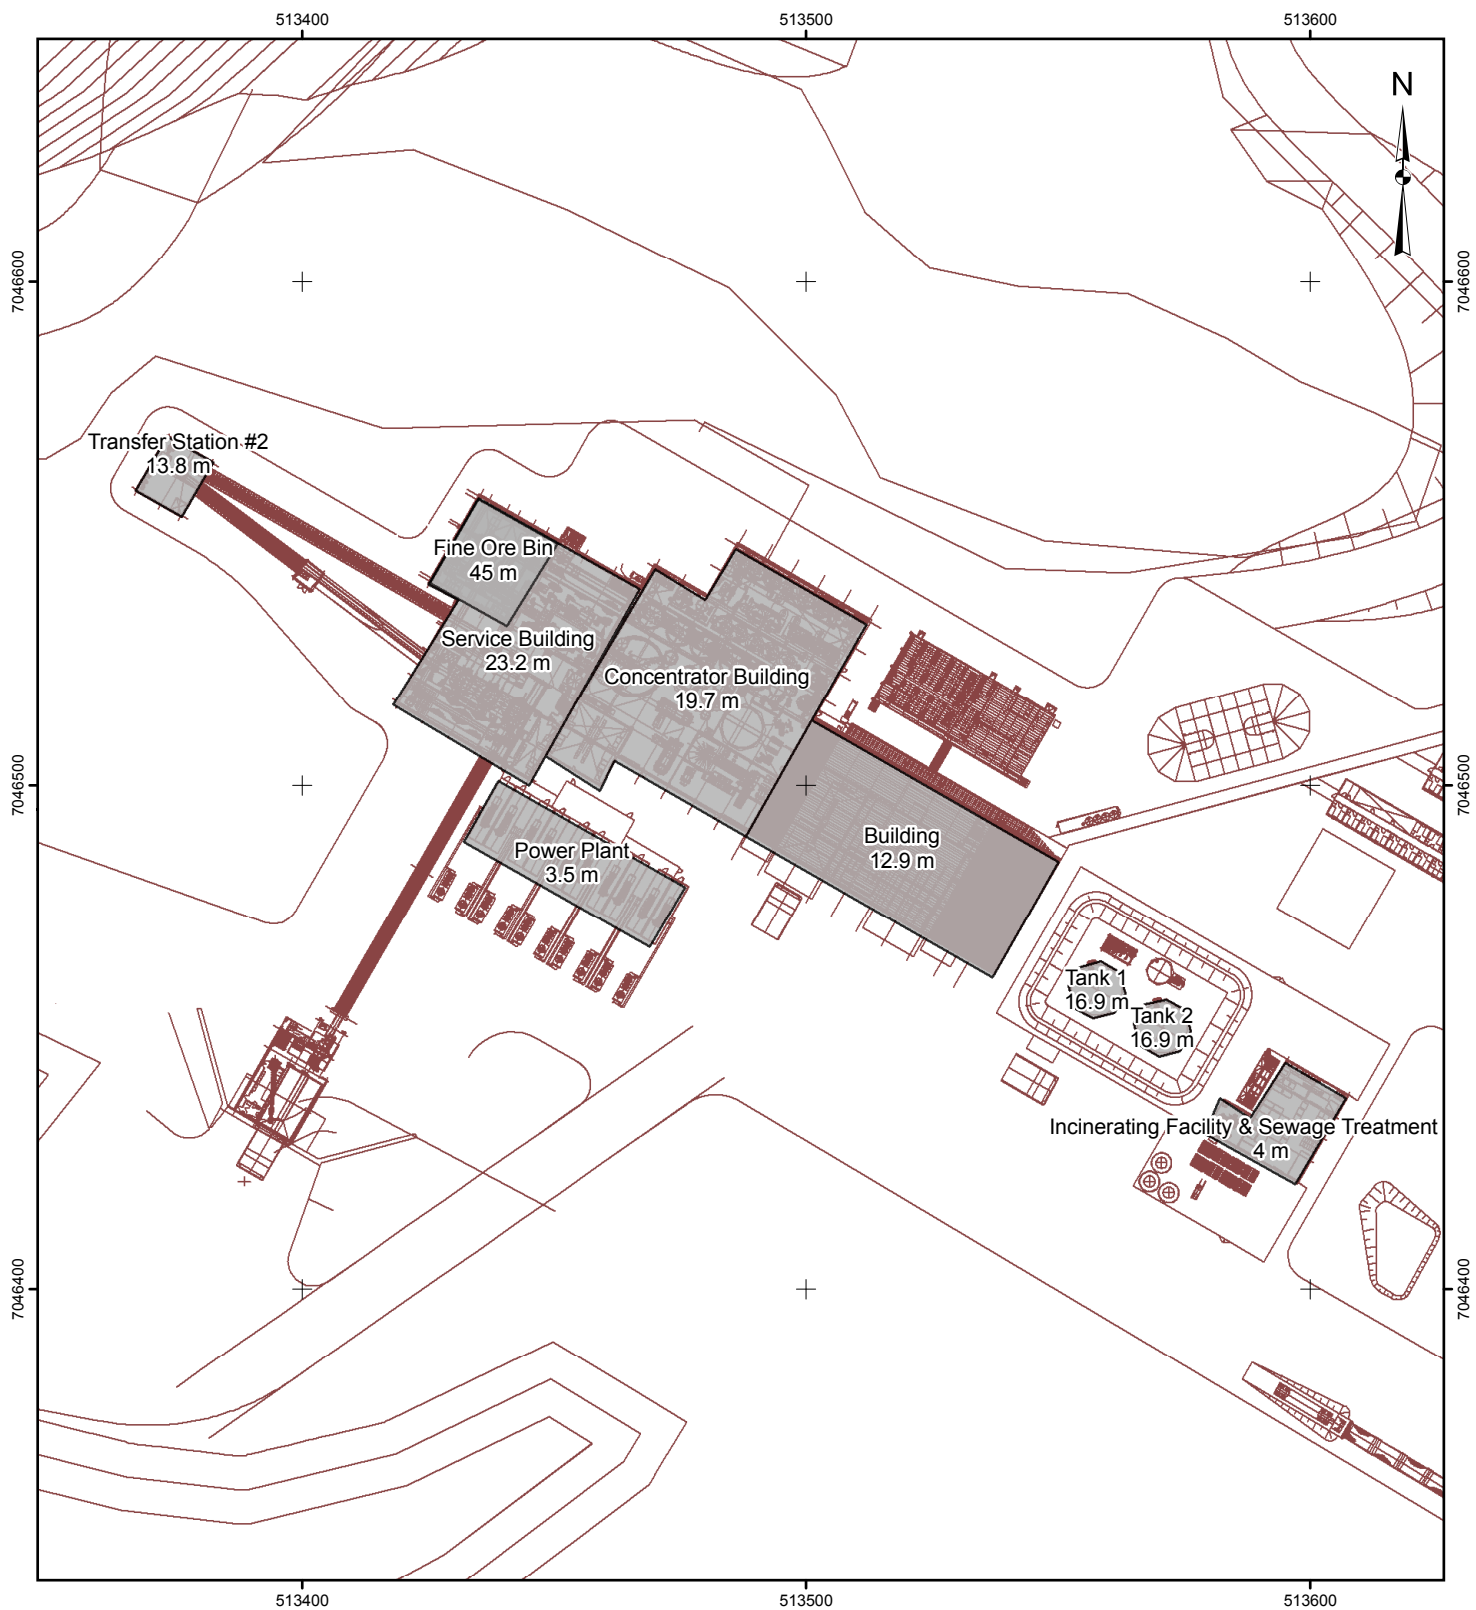 513400
513500
513600
N
7046600
7046600
Transfer Station #2
13.8 m
Fine Ore Bin
45 m
Service Building
23.2 m
Concentrator Building
19.7 m
7046500
7046500
Building
12.9 m
Power Plant
3.5 m
Tank 1
16.9 m
Tank 2
16.9 m
Incinerating Facility & Sewage Treatment
4 m
7046400
7046400
513400
513500
513600